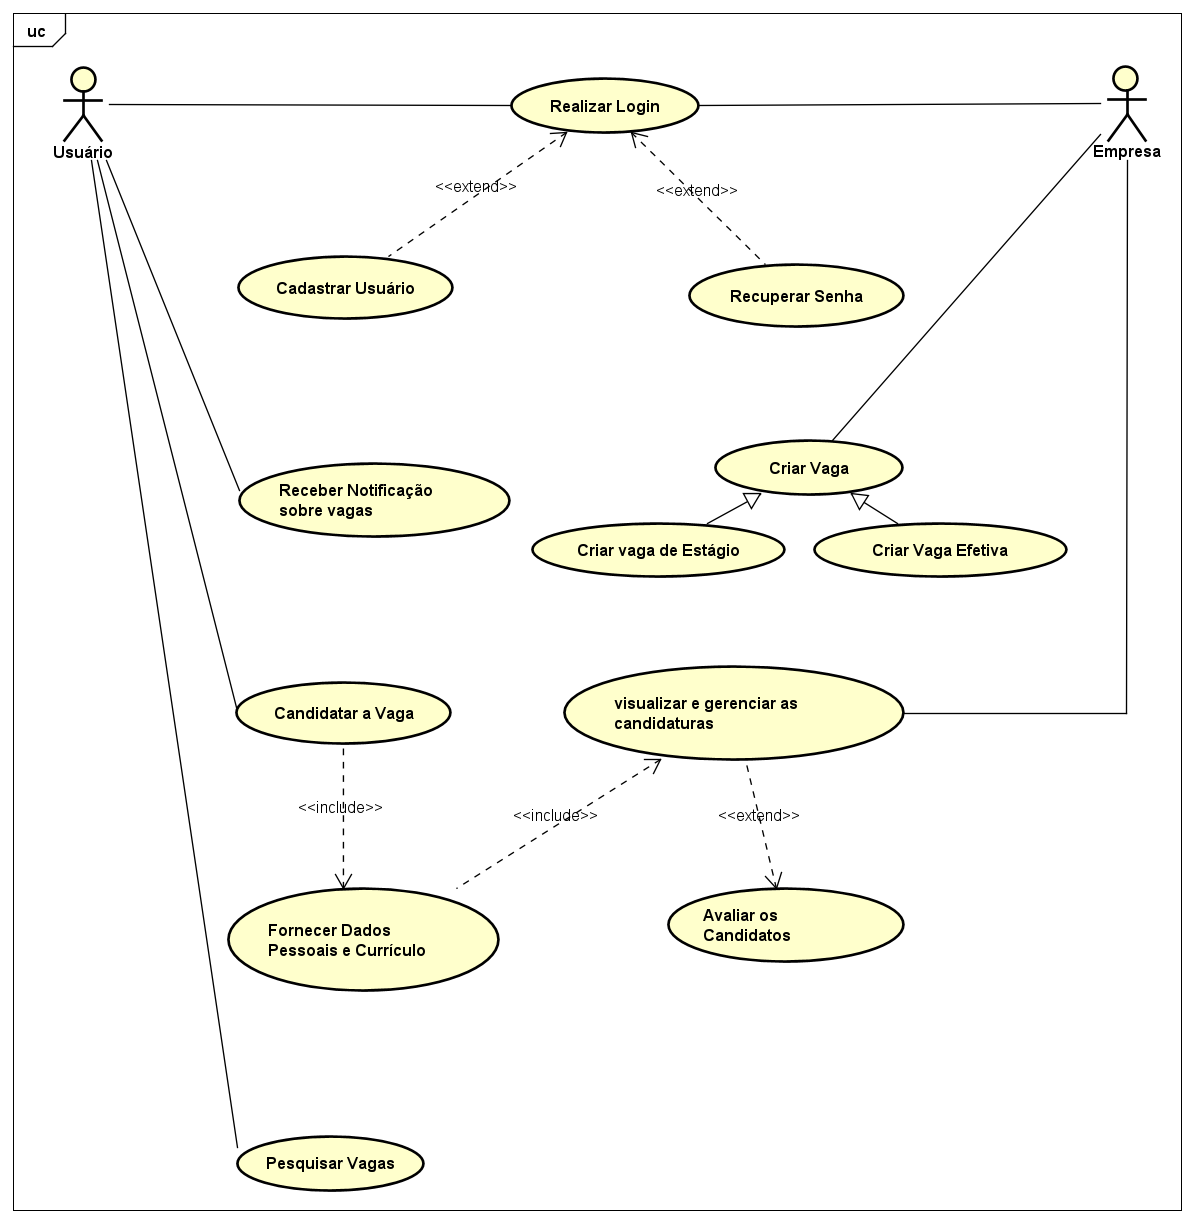 uc
Usuário
Realizar Login
Empresa
<<extend>>
<<extend>>
Cadastrar Usuário
Recuperar Senha
Criar Vaga
Receber Notificação
sobre vagas
Criar vaga de Estágio
Criar Vaga Efetiva
Candidatar a Vaga
visualizar e gerenciar as
candidaturas
<<include>>
<<include>>
<<extend>>
Fornecer Dados
Pessoais e Currículo
Avaliar os
Candidatos
Pesquisar Vagas